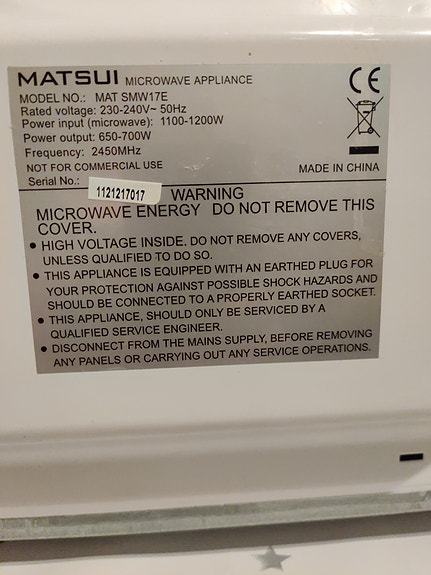 MATSUI MICROWAVE APPLIANCE
MODEL NO.: MAT SMW17E
Rated voltage: 230-240V~ 50Hz
Power input (microwave): 1100-1200W
Power output: 650-700W
Frequency: 2450MHz
NOT FOR COMMERCIAL USE
MADE IN CHINA
Serial No.: 1121217017
CE
WARNING
MICROWAVE ENERGY DO NOT REMOVE THIS
COVER.
• HIGH VOLTAGE INSIDE. DO NOT REMOVE ANY COVERS,
UNLESS QUALIFIED TO DO SO.
• THIS APPLIANCE IS EQUIPPED WITH AN EARTHED PLUG FOR
YOUR PROTECTION AGAINST POSSIBLE SHOCK HAZARDS AND
SHOULD BE CONNECTED TO A PROPERLY EARTHED SOCKET.
• THIS APPLIANCE, SHOULD ONLY BE SERVICED BY A
QUALIFIED SERVICE ENGINEER.
• DISCONNECT FROM THE MAINS SUPPLY, BEFORE REMOVING
ANY PANELS OR CARRYING OUT ANY SERVICE OPERATIONS.